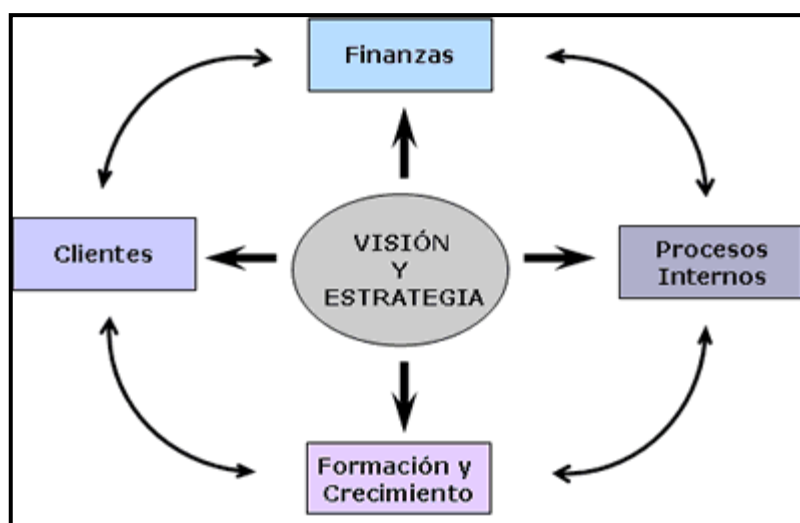 Finanzas
Clientes
VISIÓN
Y
ESTRATEGIA
Procesos
Internos
Formación y
Crecimiento